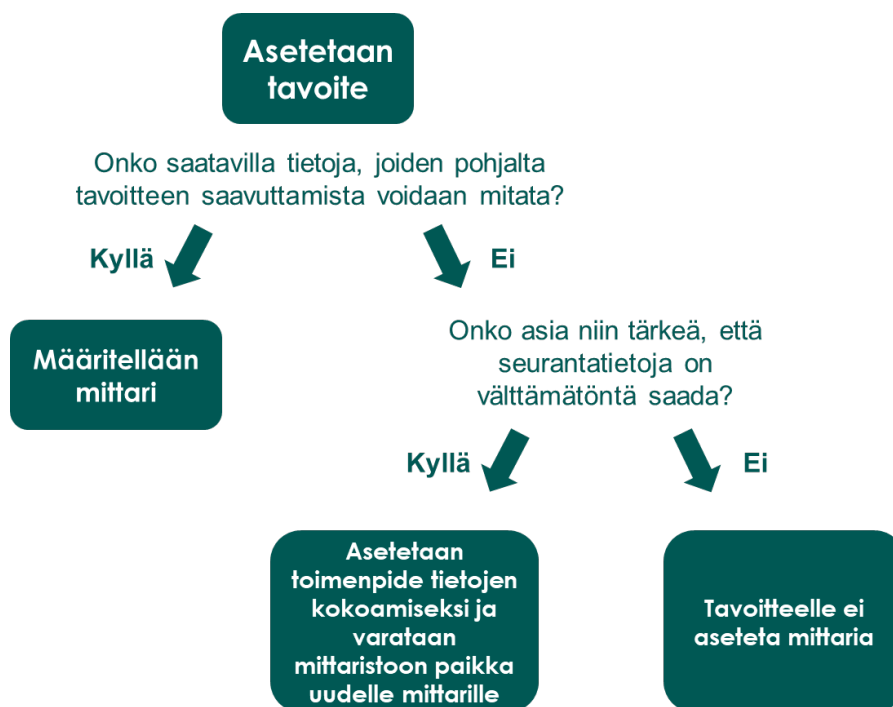 Asetetaan
tavoite
Onko saatavilla tietoja, joiden pohjalta
tavoitteen saavuttamista voidaan mitata?
Kyllä
Ei
Määritellään
mittari
Onko asia niin tärkeä, että
seurantatietoja on
välttämätöntä saada?
Kyllä
Ei
Asetetaan
toimenpide tietojen
kokoamiseksi ja
varataan
mittaristoon paikka
uudelle mittarille
Tavoitteelle ei
aseteta mittaria